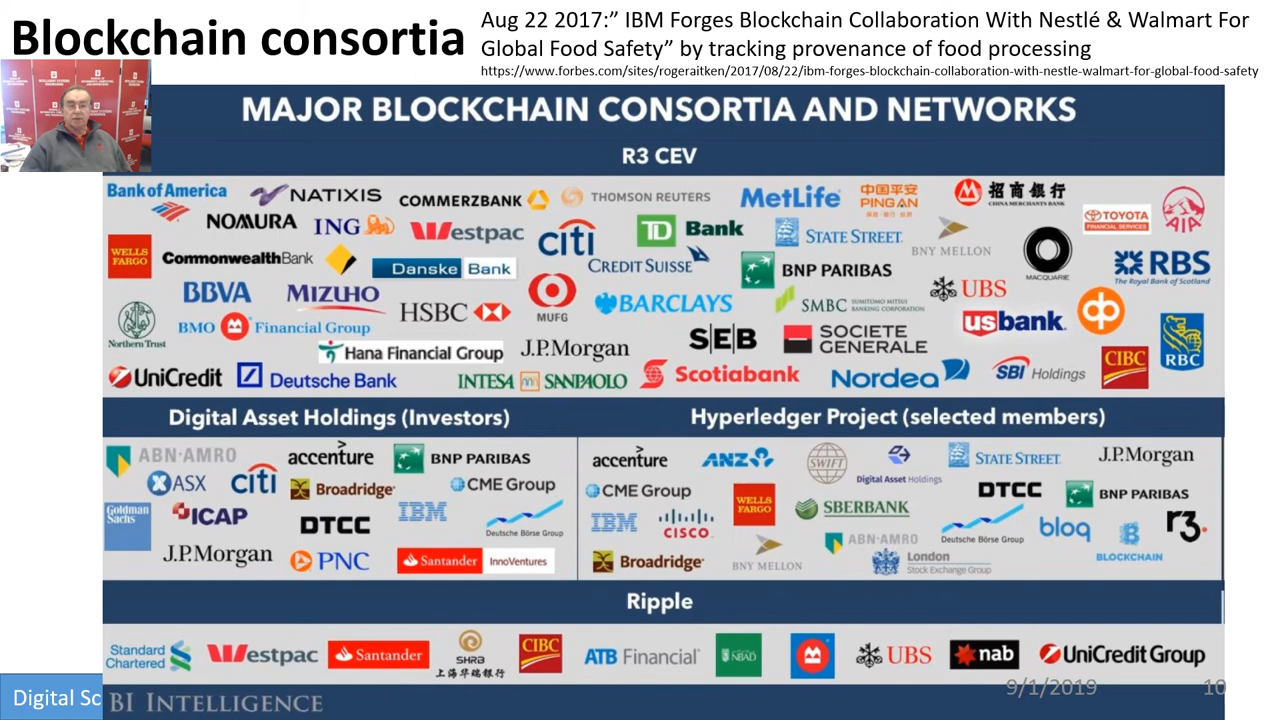 Blockchain consortia
Aug 22 2017:” IBM Forges Blockchain Collaboration With Nestlé & Walmart For
Global Food Safety” by tracking provenance of food processing
https://www.forbes.com/sites/rogeraitken/2017/08/22/ibm-forges-blockchain-collaboration-with-nestle-walmart-for-global-food-safety
MAJOR BLOCKCHAIN CONSORTIA AND NETWORKS
R3 CEV
Bank of America
NATIXIS
COMMERZBANK
THOMSON REUTERS
MetLife
中国平安
PING AN
保险·银行·投资
招商银行
CHINA MERCHANTS BANK
TOYOTA
FINANCIAL SERVICES
AIA
NOMURA
ING
Westpac
citi
TD Bank
STATE STREET.
BNY MELLON
MACQUARIE
WELLS
FARGO
CommonwealthBank
Danske Bank
CREDIT SUISSE
BNP PARIBAS
RBS
The Royal Bank of Scotland
BBVA
MIZUHO
HSBC
MUFG
BARCLAYS
SMBC
SUMITOMO MITSUI
BANKING CORPORATION
UBS
usbank.
op
Northern Trust
BMO Financial Group
Hana Financial Group
J.P.Morgan
SEB
SOCIETE
GENERALE
RBC
UniCredit
Deutsche Bank
INTESA SANPAOLO
Scotiabank
Nordea
SBI Holdings
CIBC
Digital Asset Holdings (Investors)
Hyperledger Project (selected members)
ABN·AMRO
accenture
BNP PARIBAS
ASX
citi
Broadridge
CME Group
Goldman
Sachs
ICAP
DTCC
IBM
Deutsche Börse Group
J.P.Morgan
PNC
Santander InnoVentures
accenture
ANZ
SWIFT
Digital Asset Holdings
STATE STREET.
J.P.Morgan
CME Group
WELLS
FARGO
SBERBANK
DTCC
BNP PARIBAS
IBM
CISCO
Deutsche Börse Group
bloq
BLOCKCHAIN
r3.
Broadridge
BNY MELLON
ABN·AMRO
London
Stock Exchange Group
Ripple
Standard
Chartered
Westpac
Santander
SHRB
上海华瑞银行
CIBC
ATB Financial
NBAD
UBS
nab
UniCredit Group
Digital Sc
BI INTELLIGENCE
9/1/2019
10